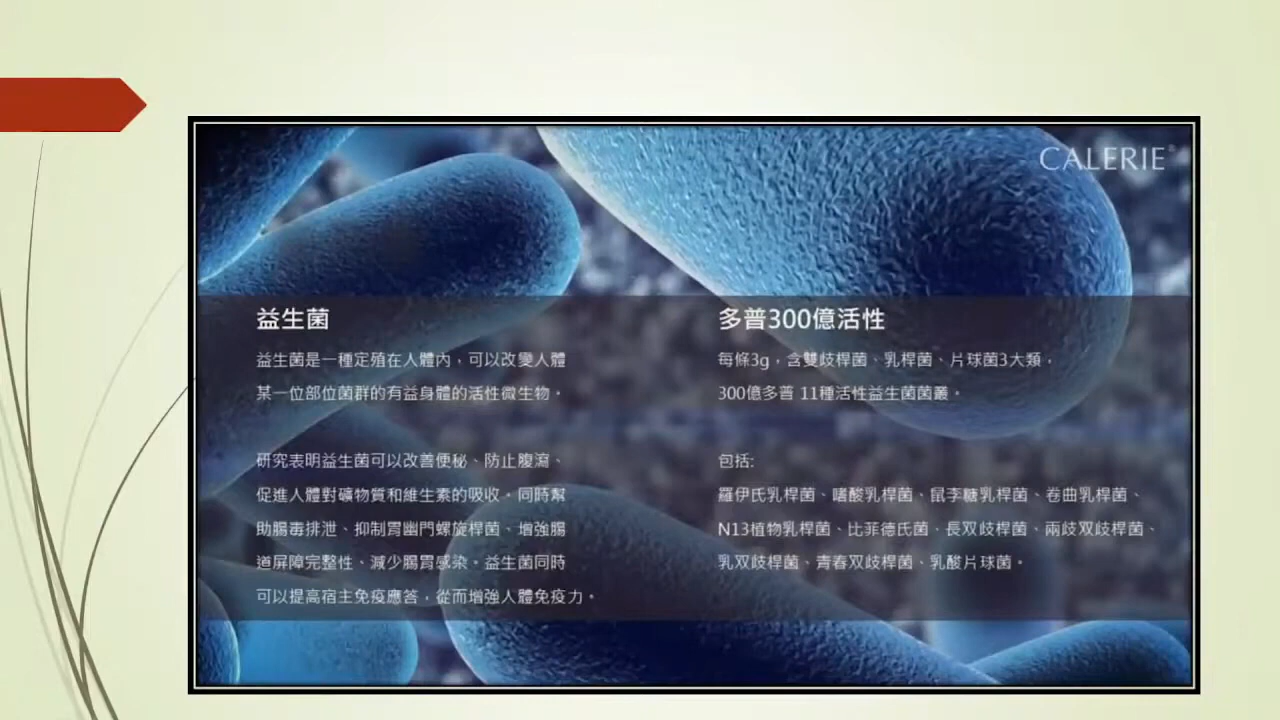 CALERIE®
益生菌
益生菌是一種定殖在人體內，可以改變人體
某一位部位菌群的有益身體的活性微生物。
研究表明益生菌可以改善便秘、防止腹瀉、
促進人體對礦物質和維生素的吸收。同時幫
助腸毒排泄、抑制胃幽門螺旋桿菌、增強腸
道屏障完整性、減少腸胃感染。益生菌同時
可以提高宿主免疫應答，從而增強人體免疫力。
多普300億活性
每條3g，含雙歧桿菌、乳桿菌、片球菌3大類，
300億多普 11種活性益生菌菌叢。
包括:
羅伊氏乳桿菌、嗜酸乳桿菌、鼠李糖乳桿菌、卷曲乳桿菌、
N13植物乳桿菌、比菲德氏菌、長双歧桿菌、兩歧双歧桿菌、
乳双歧桿菌、青春双歧桿菌、乳酸片球菌。